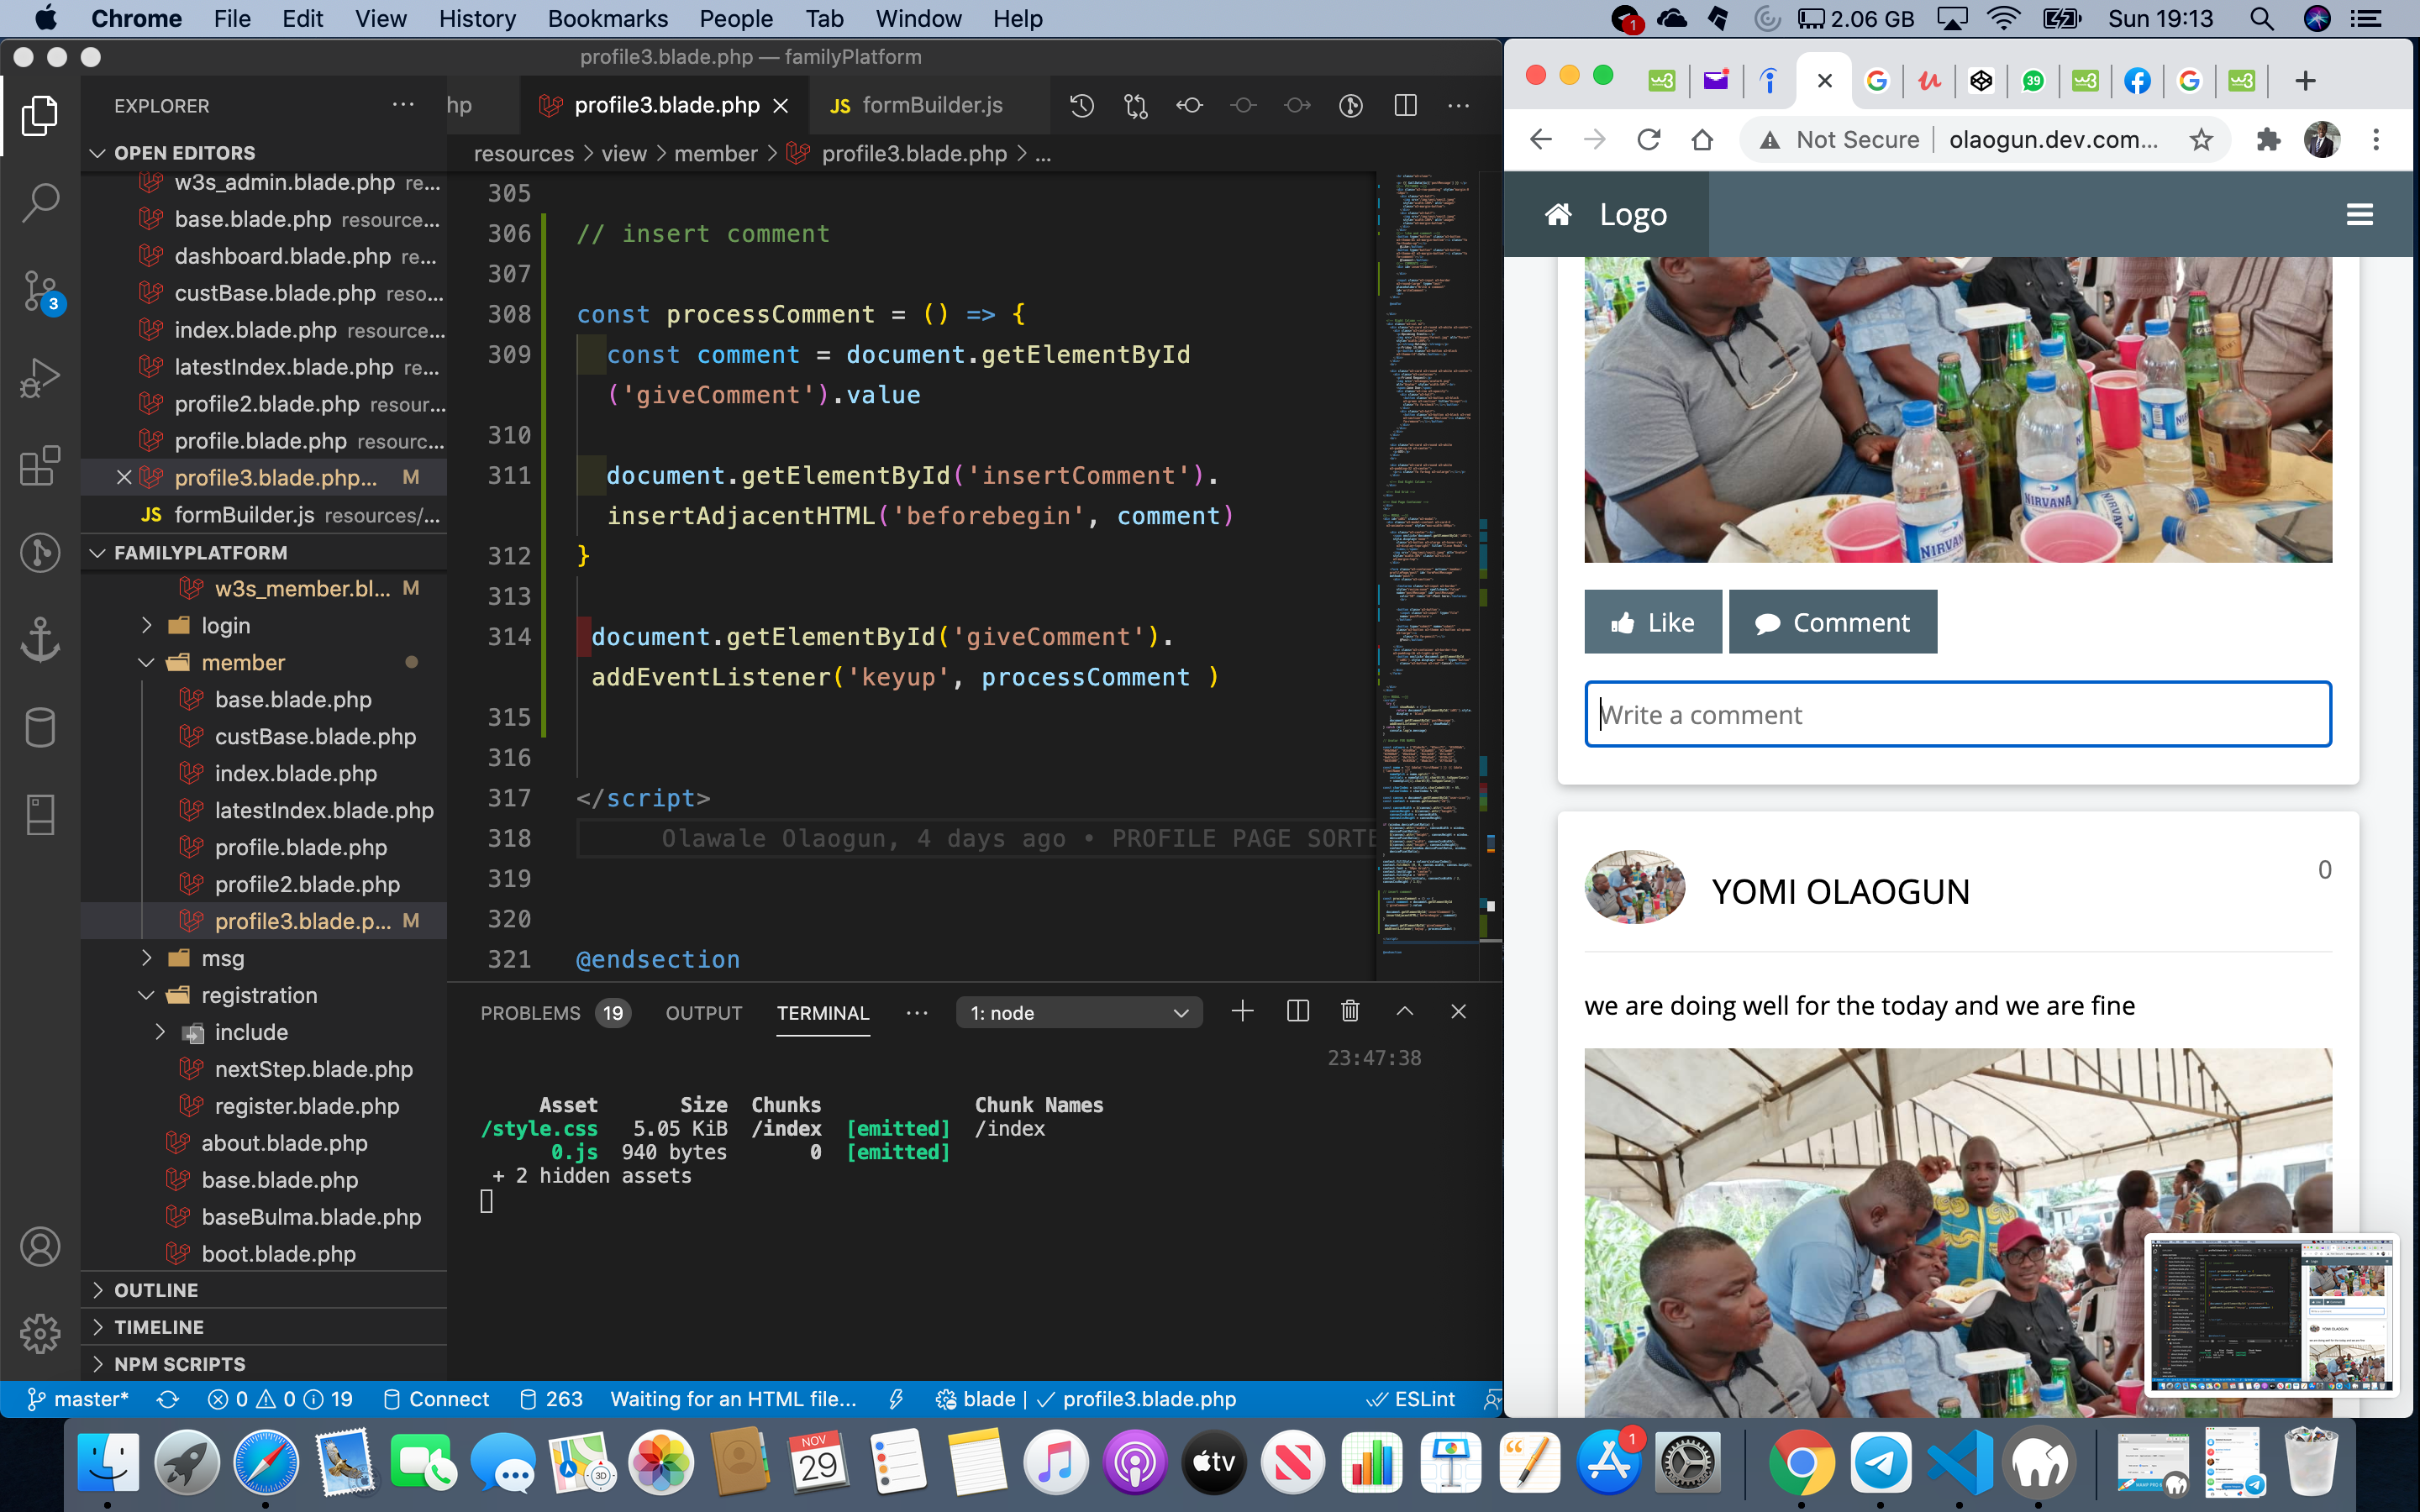 Chrome File Edit View History Bookmarks People Tab Window Help
1 2.06 GB Sun 19:13
profile3.blade.php — familyPlatform
EXPLORER
OPEN EDITORS
w3s_admin.blade.php re...
base.blade.php resource...
dashboard.blade.php re...
custBase.blade.php reso...
index.blade.php resource...
latestIndex.blade.php re...
profile2.blade.php resour...
profile.blade.php resourc...
profile3.blade.php... M
JS formBuilder.js resources/...
3
FAMILYPLATFORM
w3s_member.bl... M
login
member
base.blade.php
custBase.blade.php
index.blade.php
latestIndex.blade.php
profile.blade.php
profile2.blade.php
profile3.blade.p... M
msg
registration
include
nextStep.blade.php
register.blade.php
about.blade.php
base.blade.php
baseBulma.blade.php
boot.blade.php
OUTLINE
TIMELINE
NPM SCRIPTS
hp profile3.blade.php JS formBuilder.js
resources > view > member > profile3.blade.php > ...
305
306 // insert comment
307
308 const processComment = () => {
309 const comment = document.getElementById
('giveComment').value
310
311 document.getElementById('insertComment').
insertAdjacentHTML('beforebegin', comment)
312 }
313
314 document.getElementById('giveComment').
addEventListener('keyup', processComment )
315
316
317 </script>
318 Olawale Olaogun, 4 days ago • PROFILE PAGE SORTE
319
320
321 @endsection
PROBLEMS 19 OUTPUT TERMINAL ... 1: node
23:47:38
Asset Size Chunks Chunk Names
/style.css 5.05 KiB /index [emitted] /index
0.js 940 bytes 0 [emitted]
+ 2 hidden assets
master* 0 0 19 Connect 263 Waiting for an HTML file... blade | profile3.blade.php ESLint
39
Not Secure | olaogun.dev.com...
Logo
NIRVANA
Like Comment
Write a comment
YOMI OLAOGUN
0
we are doing well for the today and we are fine
NOV
29
3D
tv
1